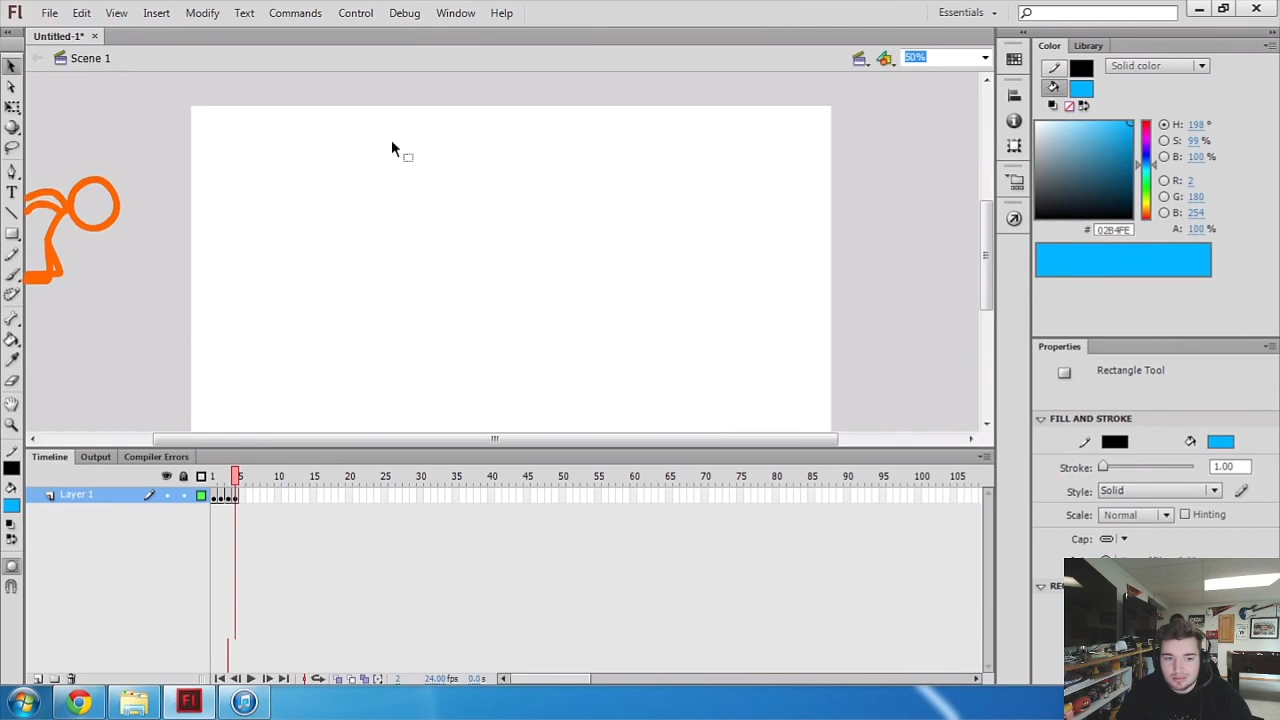 Fl File Edit View Insert Modify Text Commands Control Debug Window Help Essentials
Untitled-1* ×
Scene 1 50%
Color Library
Solid color
H: 198 °
S: 99 %
B: 100 %
R: 2
G: 180
B: 254
# 02B4FE A: 100 %
Properties
Rectangle Tool
FILL AND STROKE
Stroke: 1.00
Style: Solid
Scale: Normal Hinting
Cap:
Timeline Output Compiler Errors
1 5 10 15 20 25 30 35 40 45 50 55 60 65 70 75 80 85 90 95 100 105
Layer 1
2 24.00 fps 0.0 s
Fl